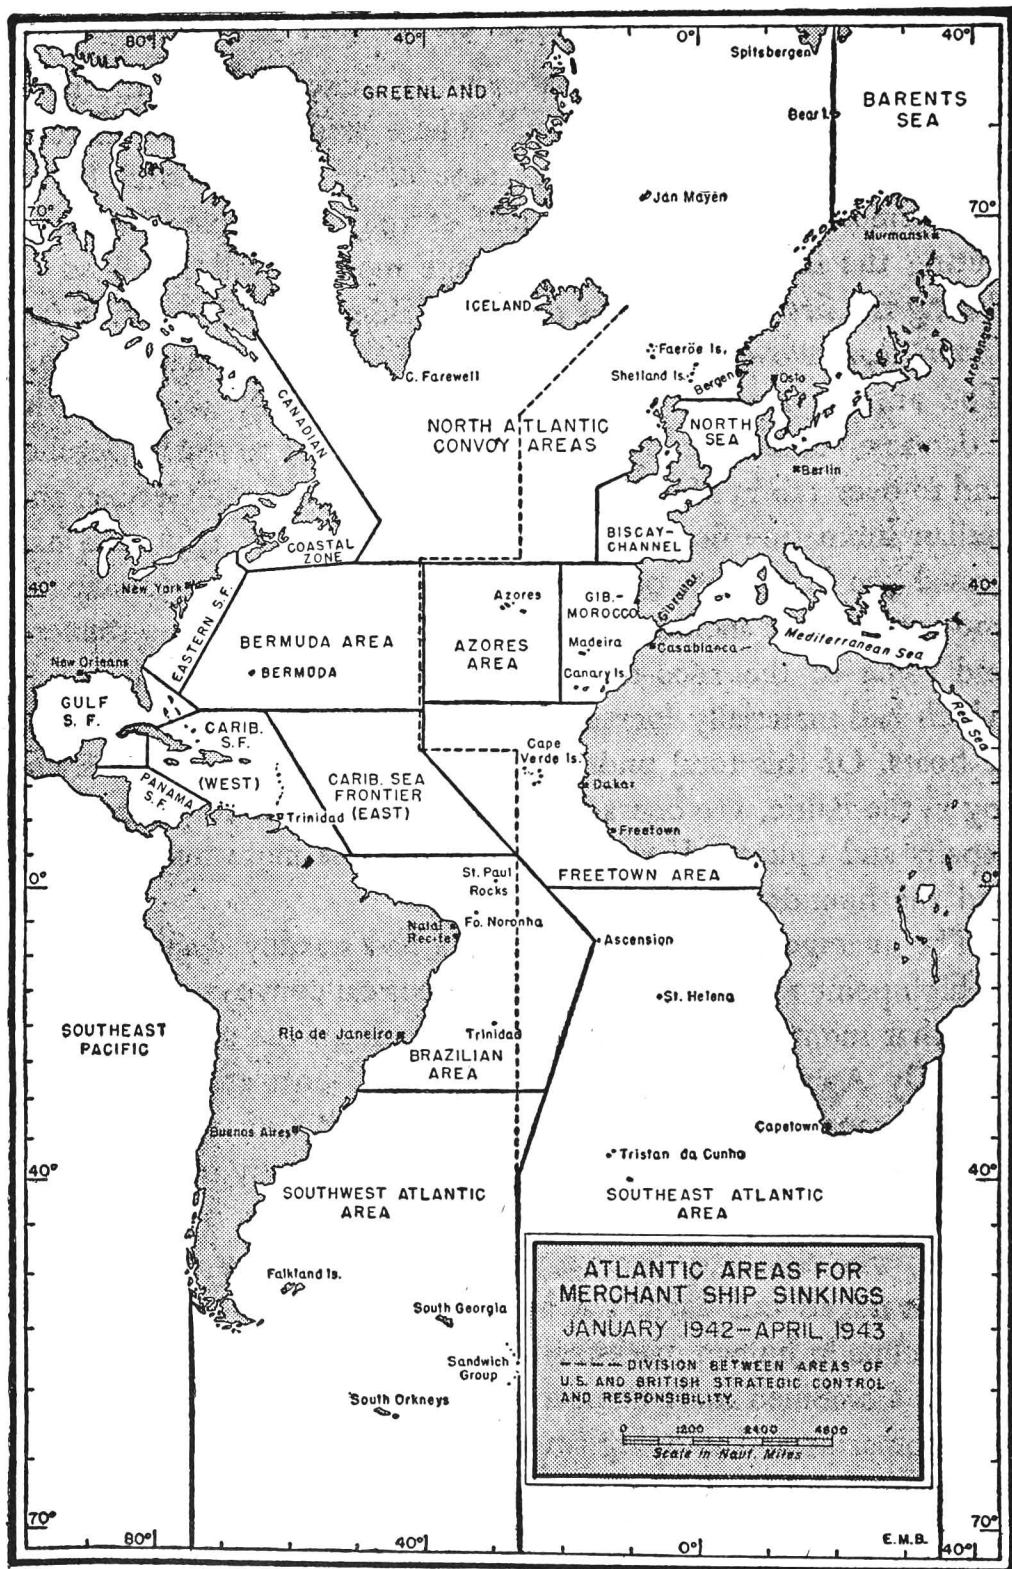 80°
40°
0°
40°
Spitsbergen
GREENLAND
BARENTS
SEA
Bear I.
70°
Jan Mayen
70°
Murmansk
ICELAND
Archangel
Faeröe Is.
C. Farewell
Shetland Is.
Bergen
Oslo
CANADIAN
NORTH ATLANTIC
CONVOY AREAS
NORTH
SEA
Berlin
BISCAY-
CHANNEL
COASTAL
ZONE
New York
40°
EASTERN S.F.
Azores
GIB.-
MOROCCO
Gibraltar
40°
BERMUDA AREA
AZORES
AREA
Madeira
Casablanca
Mediterranean Sea
New Orleans
BERMUDA
Canary Is.
GULF
S. F.
CARIB.
S.F.
(WEST)
Red Sea
Cape
Verde Is.
PANAMA
S.F.
CARIB. SEA
FRONTIER
(EAST)
Dakar
Trinidad
Freetown
0°
St. Paul
Rocks
FREETOWN AREA
0°
Natal
Recife
Fo. Noronha
Ascension
St. Helena
SOUTHEAST
PACIFIC
Rio de Janeiro
Trinidad
BRAZILIAN
AREA
Buenos Aires
Capetown
Tristan da Cunha
40°
SOUTHWEST ATLANTIC
AREA
SOUTHEAST ATLANTIC
AREA
40°
Falkland Is.
South Georgia
Sandwich
Group
South Orkneys
ATLANTIC AREAS FOR
MERCHANT SHIP SINKINGS
JANUARY 1942-APRIL 1943
---- DIVISION BETWEEN AREAS OF
U.S. AND BRITISH STRATEGIC CONTROL
AND RESPONSIBILITY
0 1200 2400 4800
Scale in Naut. Miles
70°
70°
80°
40°
0°
E.M.B.
40°